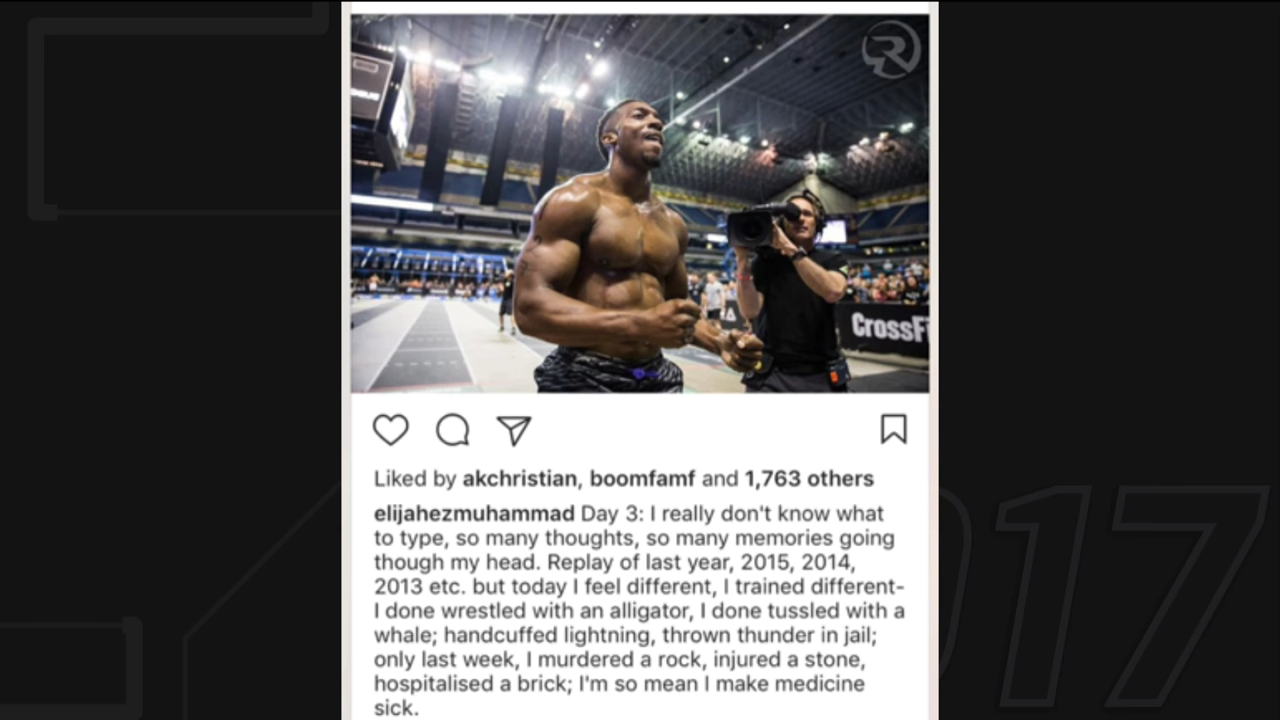 CrossFi
Liked by akchristian, boomfamf and 1,763 others
elijahezmuhammad Day 3: I really don't know what
to type, so many thoughts, so many memories going
though my head. Replay of last year, 2015, 2014,
2013 etc. but today I feel different, I trained different-
I done wrestled with an alligator, I done tussled with a
whale; handcuffed lightning, thrown thunder in jail;
only last week, I murdered a rock, injured a stone,
hospitalised a brick; I'm so mean I make medicine
sick.
017